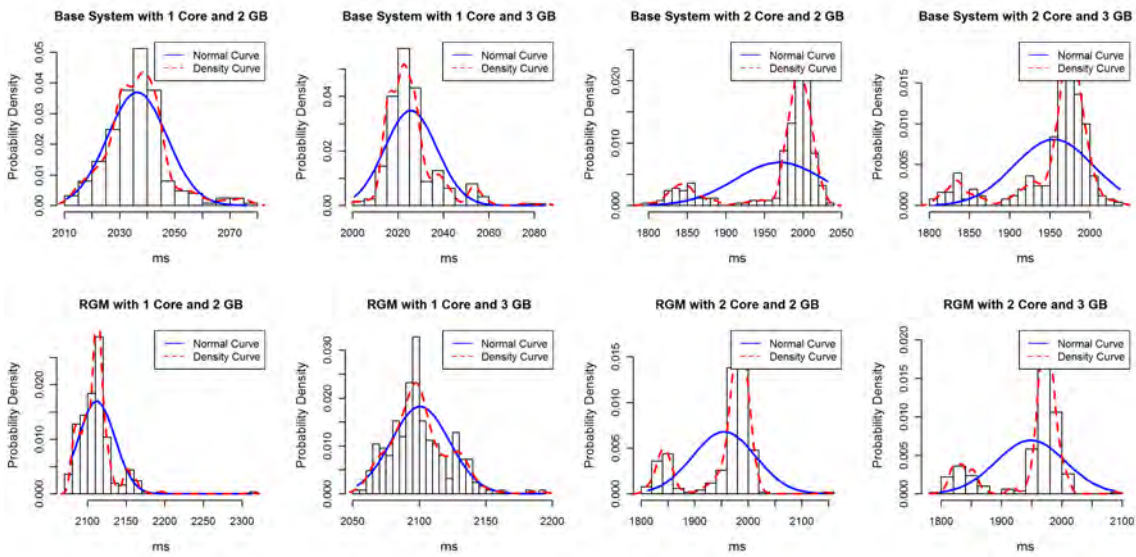 Base System with 1 Core and 2 GB
Normal Curve
Density Curve
Probability Density
0.00 0.01 0.02 0.03 0.04 0.05
2010 2030 2050 2070
ms
Base System with 1 Core and 3 GB
Normal Curve
Density Curve
Probability Density
0.00 0.01 0.02 0.03 0.04
2000 2020 2040 2060 2080
ms
Base System with 2 Core and 2 GB
Normal Curve
Density Curve
Probability Density
0.000 0.005 0.010 0.015 0.020
1800 1850 1900 1950 2000 2050
ms
Base System with 2 Core and 3 GB
Normal Curve
Density Curve
Probability Density
0.000 0.005 0.010 0.015
1800 1850 1900 1950 2000
ms
RGM with 1 Core and 2 GB
Normal Curve
Density Curve
Probability Density
0.000 0.010 0.020
2100 2150 2200 2250 2300
ms
RGM with 1 Core and 3 GB
Normal Curve
Density Curve
Probability Density
0.000 0.010 0.020 0.030
2050 2100 2150 2200
ms
RGM with 2 Core and 2 GB
Normal Curve
Density Curve
Probability Density
0.000 0.005 0.010 0.015
1800 1900 2000 2100
ms
RGM with 2 Core and 3 GB
Normal Curve
Density Curve
Probability Density
0.000 0.005 0.010 0.015 0.020
1800 1900 2000 2100
ms